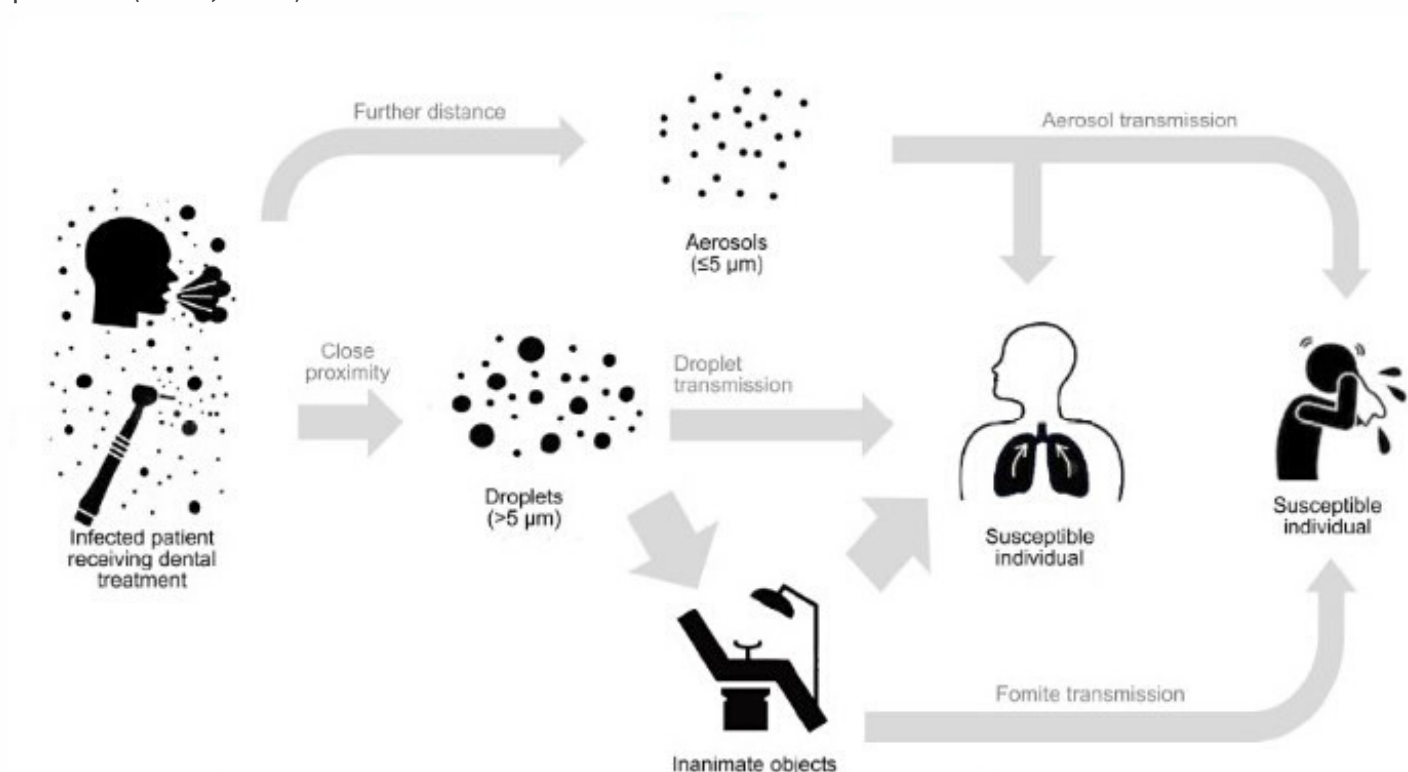 Further distance
Aerosol transmission
Aerosols
(≤5 µm)
Close
proximity
Droplet
transmission
Droplets
(>5 µm)
Infected patient
receiving dental
treatment
Susceptible
individual
Susceptible
individual
Fomite transmission
Inanimate objects